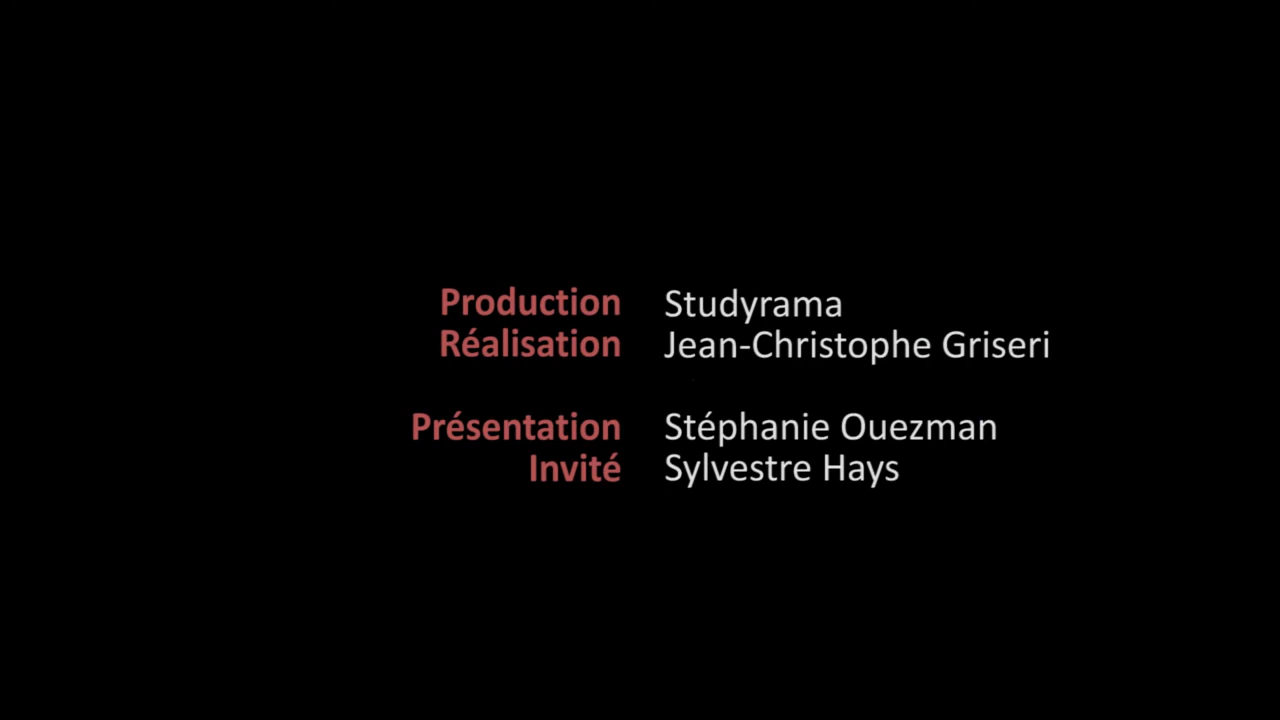 Production Studyrama
Réalisation Jean-Christophe Griseri
Présentation Stéphanie Ouezman
Invité Sylvestre Hays